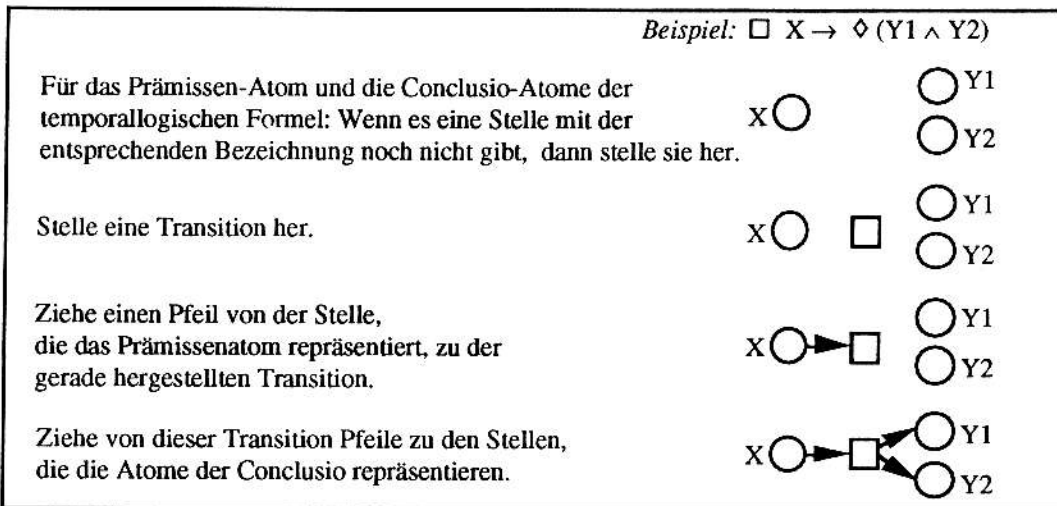 Beispiel: □ X → ◊ (Y1 ∧ Y2)
Für das Prämissen-Atom und die Conclusio-Atome der
temporallogischen Formel: Wenn es eine Stelle mit der
entsprechenden Bezeichnung noch nicht gibt, dann stelle sie her.
X
Y1
Y2
Stelle eine Transition her.
X
Y1
Y2
Ziehe einen Pfeil von der Stelle,
die das Prämissenatom repräsentiert, zu der
gerade hergestellten Transition.
X
Y1
Y2
Ziehe von dieser Transition Pfeile zu den Stellen,
die die Atome der Conclusio repräsentieren.
X
Y1
Y2